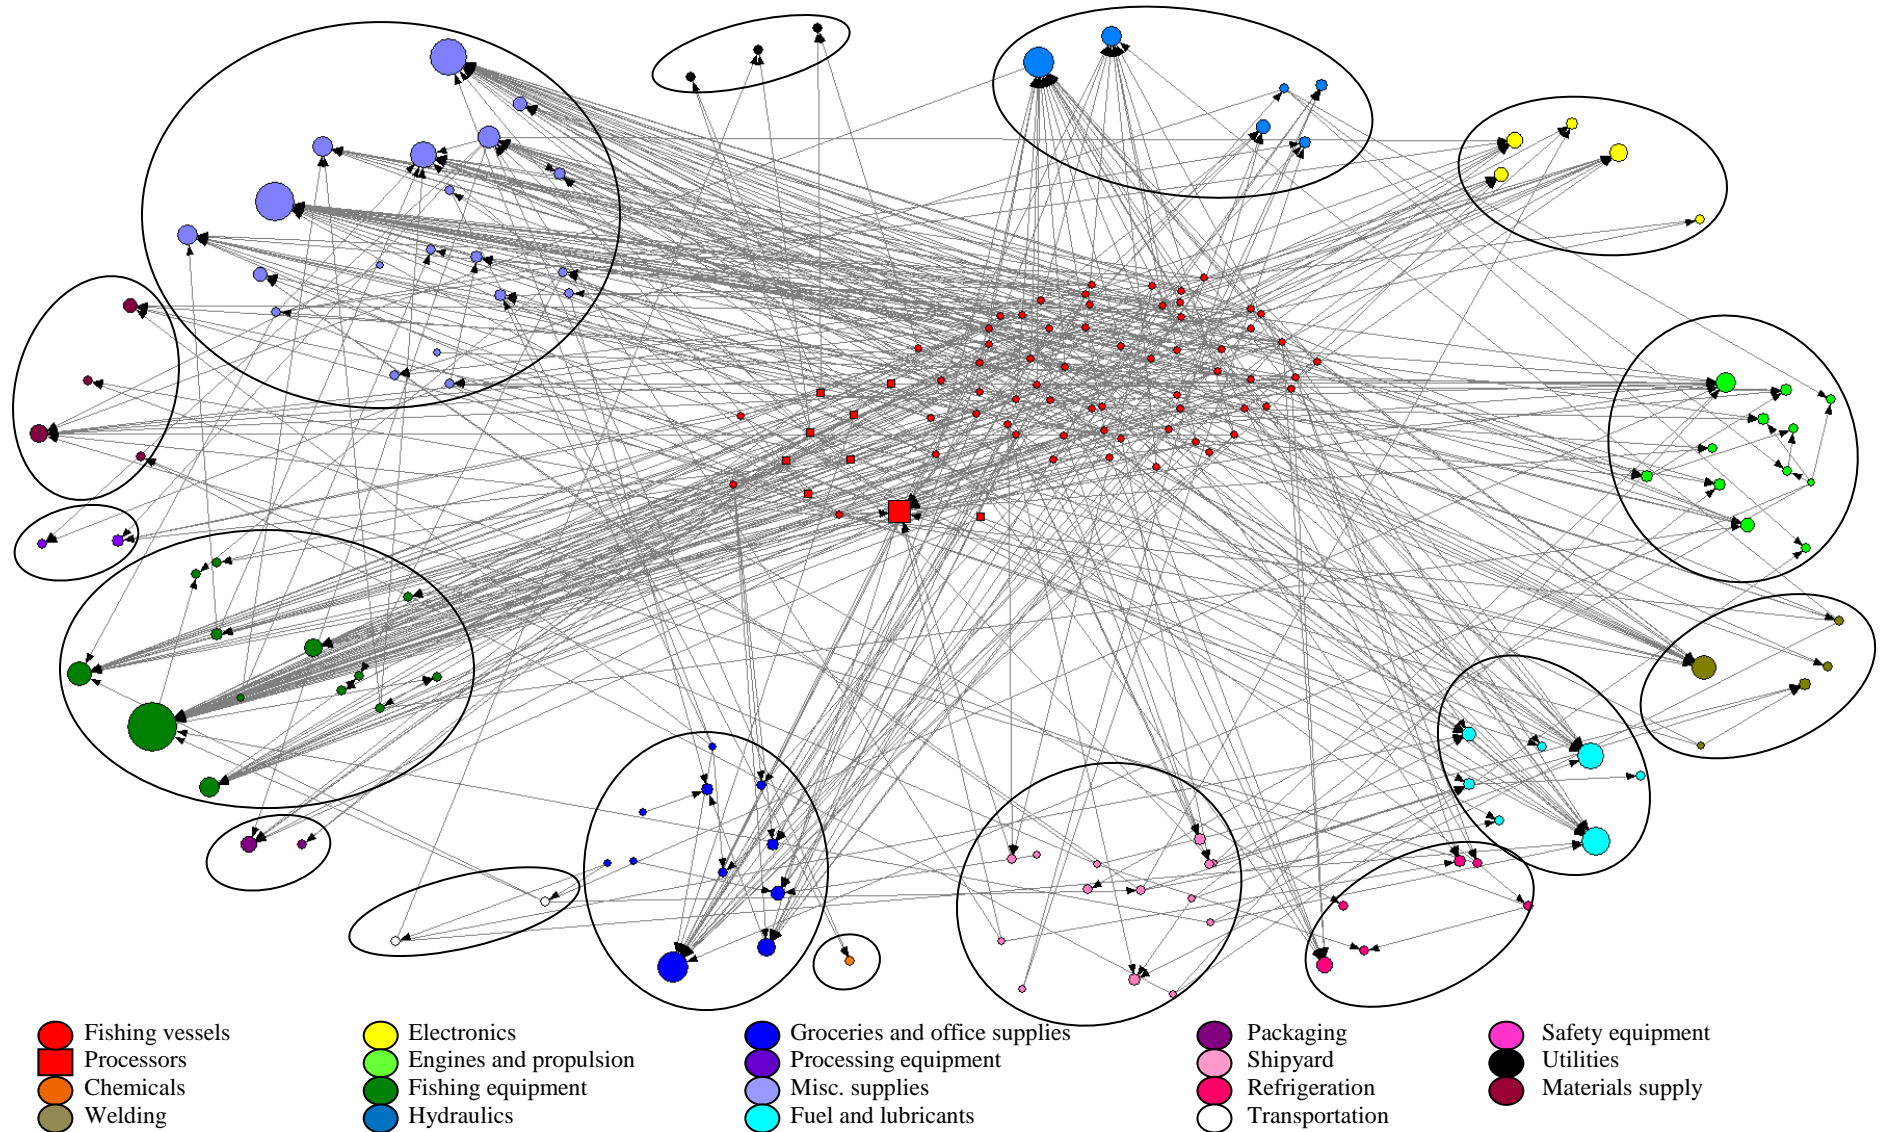 Fishing vessels
Processors
Chemicals
Welding
Electronics
Engines and propulsion
Fishing equipment
Hydraulics
Groceries and office supplies
Processing equipment
Misc. supplies
Fuel and lubricants
Packaging
Shipyard
Refrigeration
Transportation
Safety equipment
Utilities
Materials supply